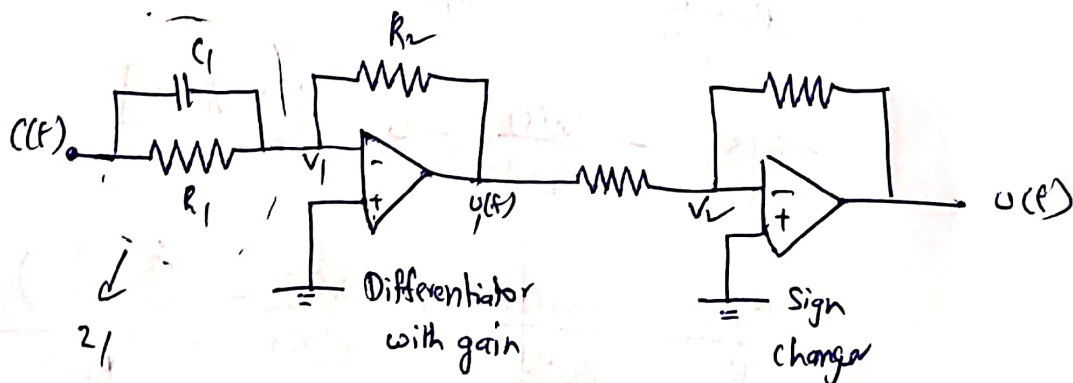 C₁
R₂
C(F)
R₁
V₁
-
+
U₁(F)
V₂
-
+
U(F)
Z₁
Differentiator
with gain
Sign
changer